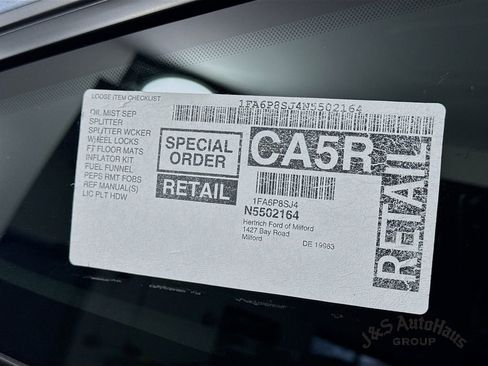 LOOSE ITEM CHECKLIST
1FA6P8SJ4N5502164
OIL MIST SEP
SPLITTER
SPLITTER WCKER
WHEEL LOCKS
FT FLOOR MATS
INFLATOR KIT
FUEL FUNNEL
PEPS RMT FOBS
REF MANUAL(S)
LIC PLT HDW
SPECIAL
ORDER
RETAIL
CA5R
1FA6P8SJ4
N5502164
Hertrich Ford of Milford
1427 Bay Road
Milford DE 19963
RETAIL
J&S AUTOHAUS
GROUP